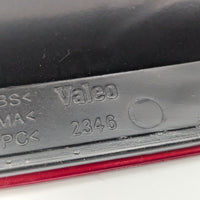 BS< Valeo
MA<
PC< 2346